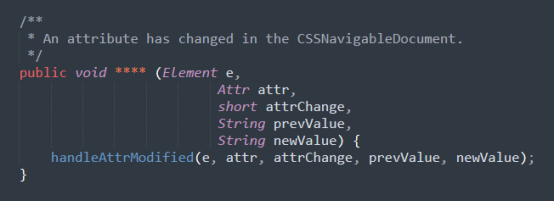 /**
* An attribute has changed in the CSSNavigableDocument.
*/
public void **** (Element e,
Attr attr,
short attrChange,
String prevValue,
String newValue) {
handleAttrModified(e, attr, attrChange, prevValue, newValue);
}